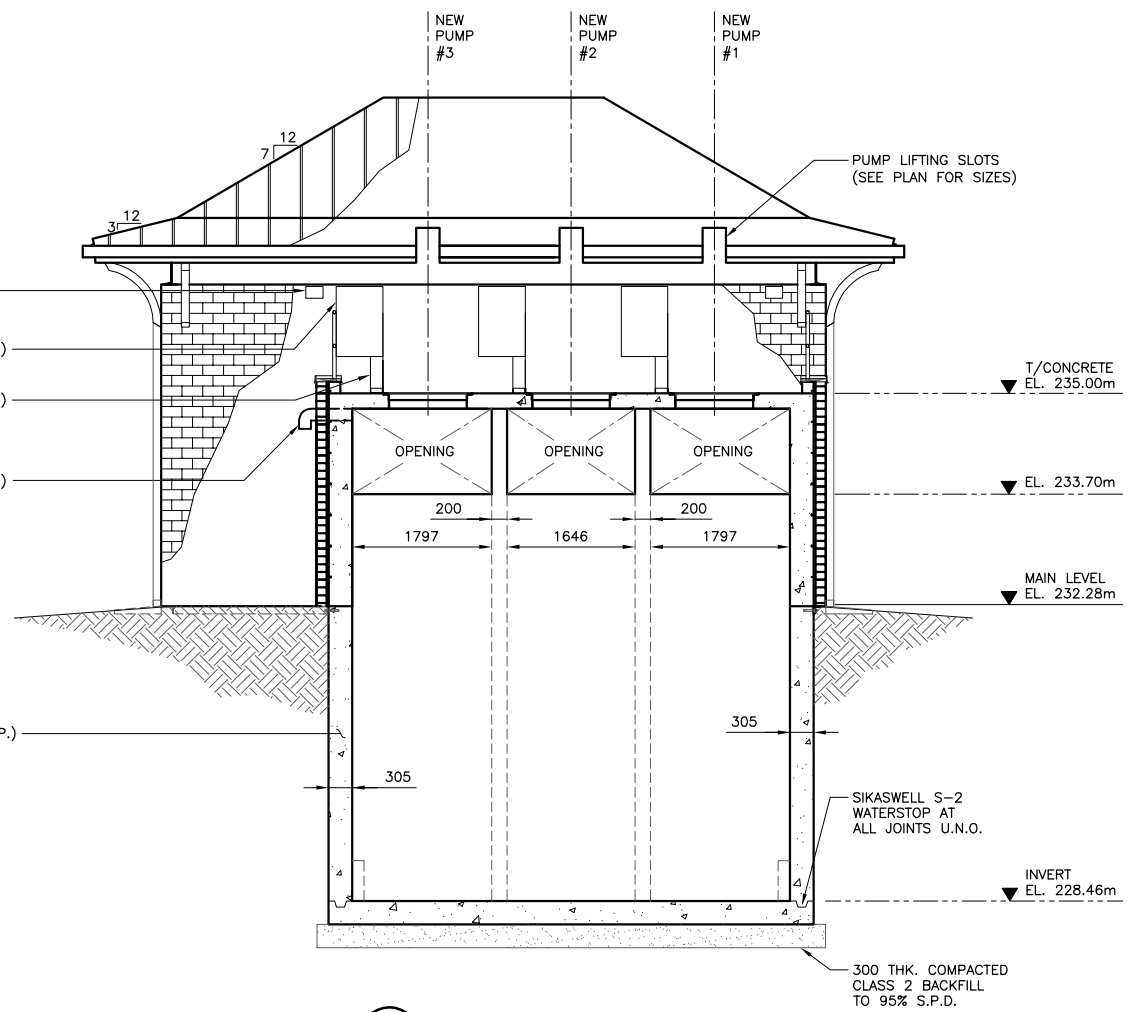 NEW
PUMP
#3
NEW
PUMP
#2
NEW
PUMP
#1
12
7
PUMP LIFTING SLOTS
(SEE PLAN FOR SIZES)
12
3
)
T/CONCRETE
EL. 235.00m
)
OPENING
OPENING
OPENING
)
EL. 233.70m
200
200
1797
1646
1797
MAIN LEVEL
EL. 232.28m
P.)
305
305
SIKASWELL S-2
WATERSTOP AT
ALL JOINTS U.N.O.
INVERT
EL. 228.46m
300 THK. COMPACTED
CLASS 2 BACKFILL
TO 95% S.P.D.